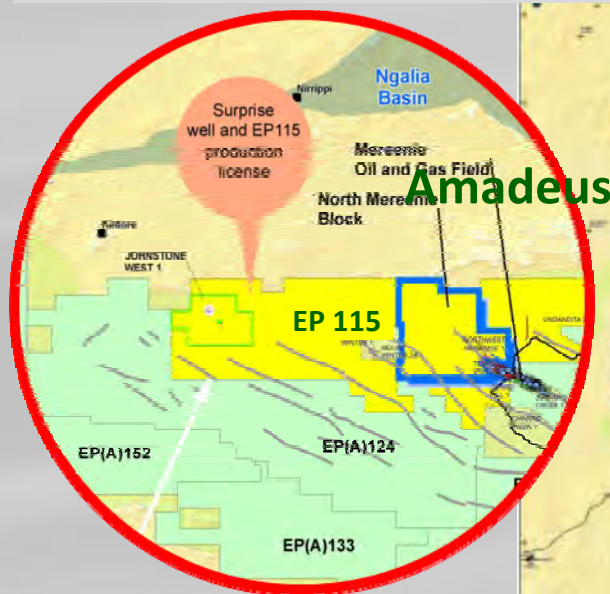 Ngalia
Basin
Nirrippi
Surprise
well and EP115
production
license
Mereenie
Oil and Gas Field
Amadeus
North Mereenie
Block
Kintore
JOHNSTONE
WEST 1
EP 115
EP(A)152
EP(A)124
EP(A)133